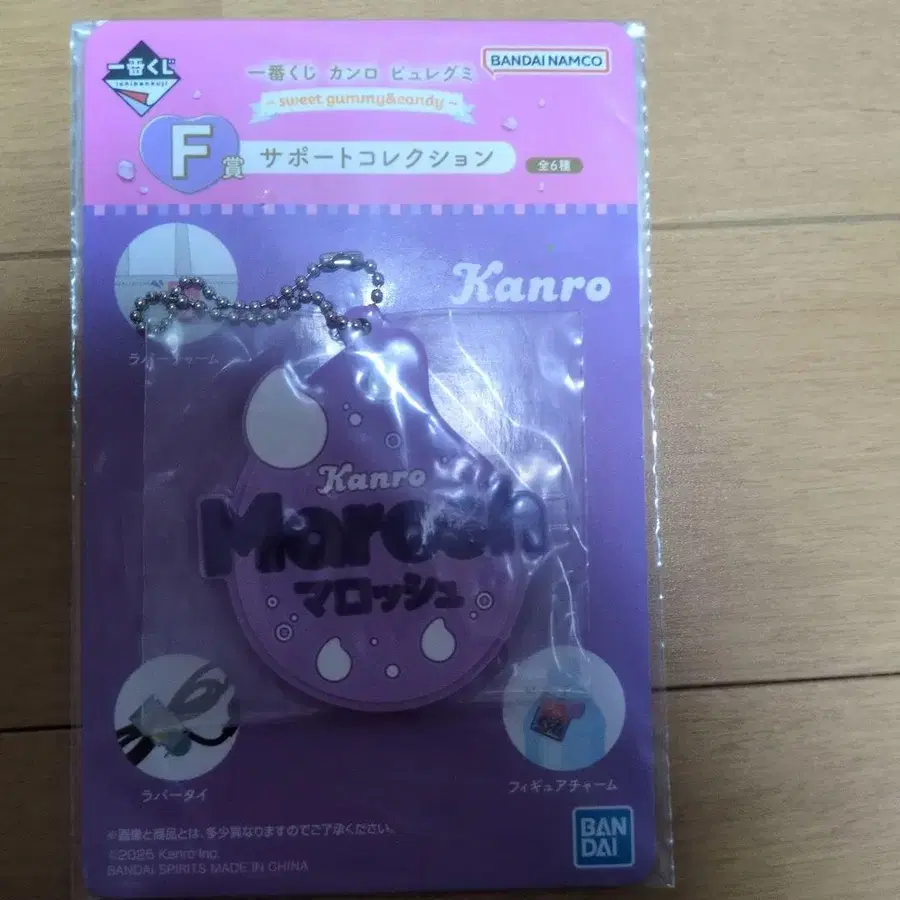 一番くじ
ichibankuji
一番くじ カンロ ピュレグミ
BANDAI NAMCO
- sweet gummy&candy -
F賞
サポートコレクション
全6種
Kanro
ラバーチャーム
Kanro
Marosh
マロッシュ
ラバータイ
フィギュアチャーム
※画像と商品とは、多少異なりますのでご了承ください。
©2025 Kanro Inc.
BANDAI SPIRITS MADE IN CHINA
BAN
DAI